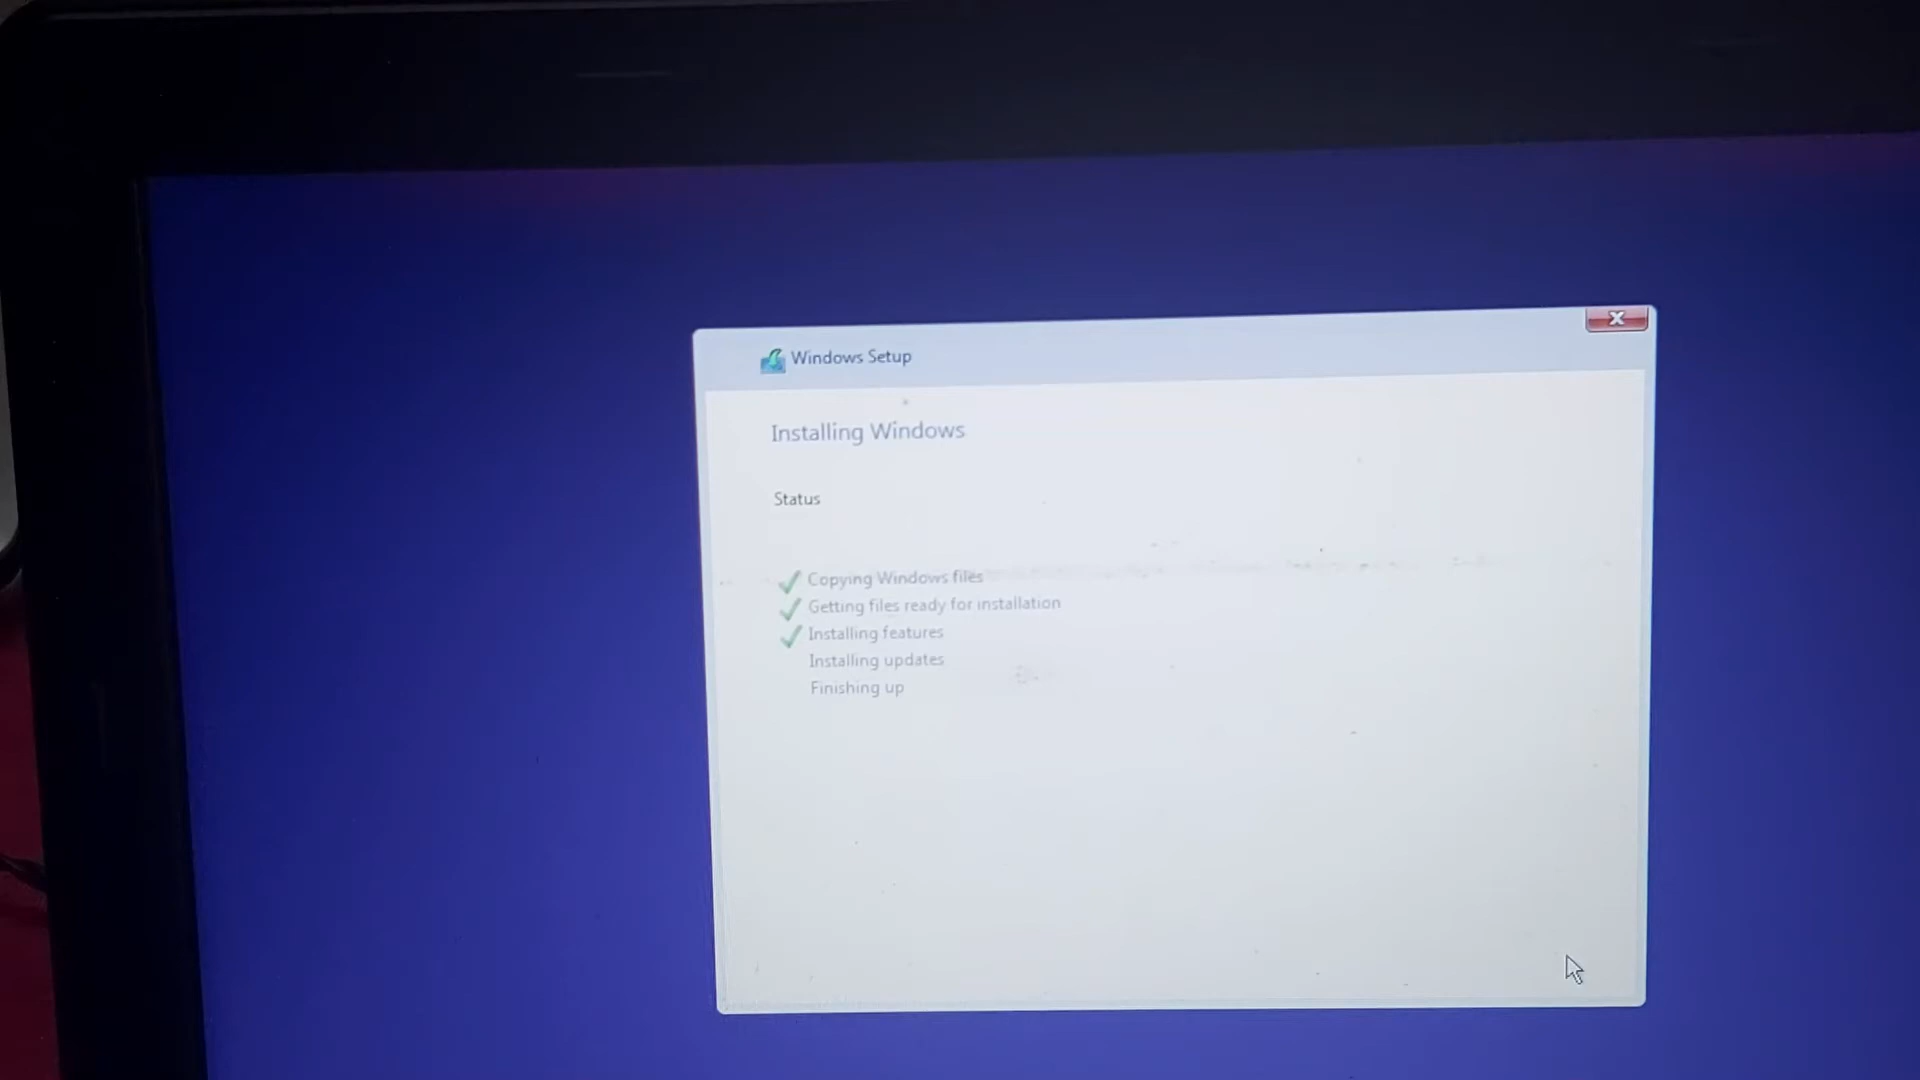 Windows Setup
Installing Windows
Status
Copying Windows files
Getting files ready for installation
Installing features
Installing updates
Finishing up